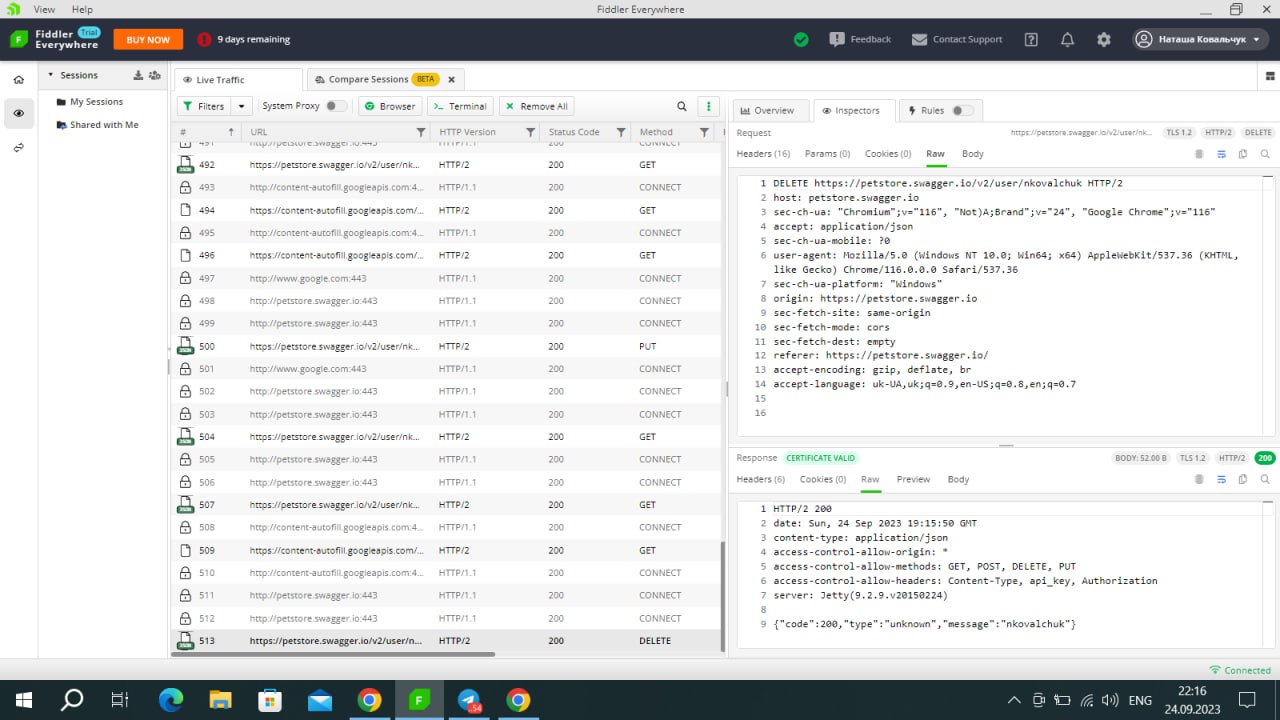 View Help Fiddler Everywhere
Fiddler Trial
Everywhere
BUY NOW
9 days remaining
Feedback
Contact Support
Наташа Ковальчук
Sessions
My Sessions
Shared with Me
Live Traffic
Compare Sessions BETA
Filters System Proxy Browser Terminal Remove All
# URL HTTP Version Status Code Method
491 http://petstore.swagger.io:443 HTTP/1.1 200 CONNECT
492 https://petstore.swagger.io/v2/user/nk... HTTP/2 200 GET
493 http://content-autofill.googleapis.com:4... HTTP/1.1 200 CONNECT
494 https://content-autofill.googleapis.com/... HTTP/2 200 GET
495 http://content-autofill.googleapis.com:4... HTTP/1.1 200 CONNECT
496 https://content-autofill.googleapis.com/... HTTP/2 200 GET
497 http://www.google.com:443 HTTP/1.1 200 CONNECT
498 http://petstore.swagger.io:443 HTTP/1.1 200 CONNECT
499 http://petstore.swagger.io:443 HTTP/1.1 200 CONNECT
500 https://petstore.swagger.io/v2/user/nk... HTTP/2 200 PUT
501 http://www.google.com:443 HTTP/1.1 200 CONNECT
502 http://petstore.swagger.io:443 HTTP/1.1 200 CONNECT
503 http://petstore.swagger.io:443 HTTP/1.1 200 CONNECT
504 https://petstore.swagger.io/v2/user/nk... HTTP/2 200 GET
505 http://petstore.swagger.io:443 HTTP/1.1 200 CONNECT
506 http://petstore.swagger.io:443 HTTP/1.1 200 CONNECT
507 https://petstore.swagger.io/v2/user/nk... HTTP/2 200 GET
508 http://content-autofill.googleapis.com:4... HTTP/1.1 200 CONNECT
509 https://content-autofill.googleapis.com/... HTTP/2 200 GET
510 http://content-autofill.googleapis.com:4... HTTP/1.1 200 CONNECT
511 http://petstore.swagger.io:443 HTTP/1.1 200 CONNECT
512 http://petstore.swagger.io:443 HTTP/1.1 200 CONNECT
513 https://petstore.swagger.io/v2/user/n... HTTP/2 200 DELETE
Overview Inspectors Rules
Request https://petstore.swagger.io/v2/user/nk... TLS 1.2 HTTP/2 DELETE
Headers (16) Params (0) Cookies (0) Raw Body
1 DELETE https://petstore.swagger.io/v2/user/nkovalchuk HTTP/2
2 host: petstore.swagger.io
3 sec-ch-ua: "Chromium";v="116", "Not)A;Brand";v="24", "Google Chrome";v="116"
4 accept: application/json
5 sec-ch-ua-mobile: ?0
6 user-agent: Mozilla/5.0 (Windows NT 10.0; Win64; x64) AppleWebKit/537.36 (KHTML,
like Gecko) Chrome/116.0.0.0 Safari/537.36
7 sec-ch-ua-platform: "Windows"
8 origin: https://petstore.swagger.io
9 sec-fetch-site: same-origin
10 sec-fetch-mode: cors
11 sec-fetch-dest: empty
12 referer: https://petstore.swagger.io/
13 accept-encoding: gzip, deflate, br
14 accept-language: uk-UA,uk;q=0.9,en-US;q=0.8,en;q=0.7
15
16
Response CERTIFICATE VALID BODY: 52.00 B TLS 1.2 HTTP/2 200
Headers (6) Cookies (0) Raw Preview Body
1 HTTP/2 200
2 date: Sun, 24 Sep 2023 19:15:50 GMT
3 content-type: application/json
4 access-control-allow-origin: *
5 access-control-allow-methods: GET, POST, DELETE, PUT
6 access-control-allow-headers: Content-Type, api_key, Authorization
7 server: Jetty(9.2.9.v20150224)
8
9 {"code":200,"type":"unknown","message":"nkovalchuk"}
Connected
ENG
22:16
24.09.2023